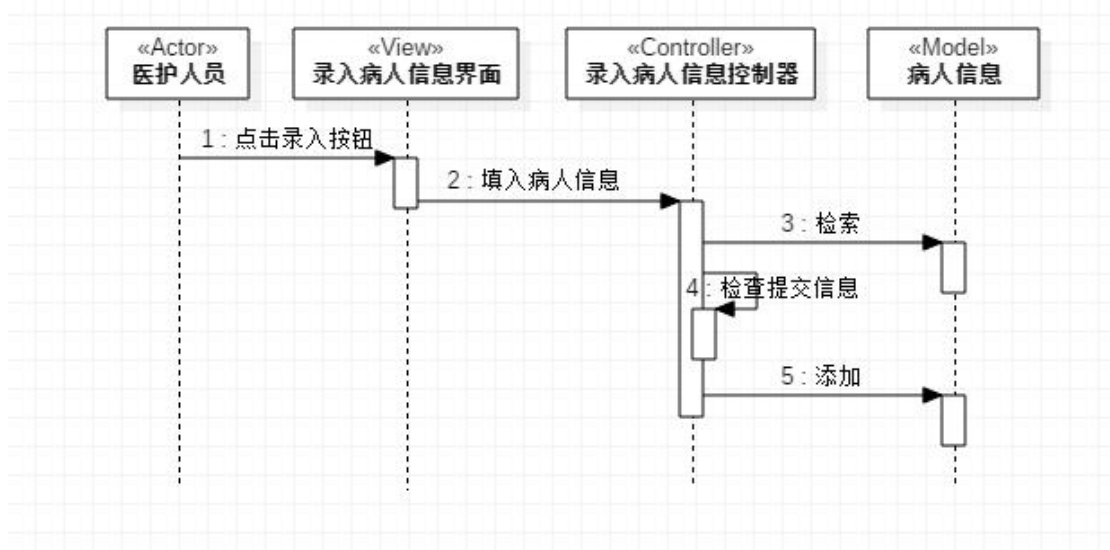 «Actor»
医护人员
«View»
录入病人信息界面
«Controller»
录入病人信息控制器
«Model»
病人信息
1 : 点击录入按钮
2 : 填入病人信息
3 : 检索
4 : 检查提交信息
5 : 添加